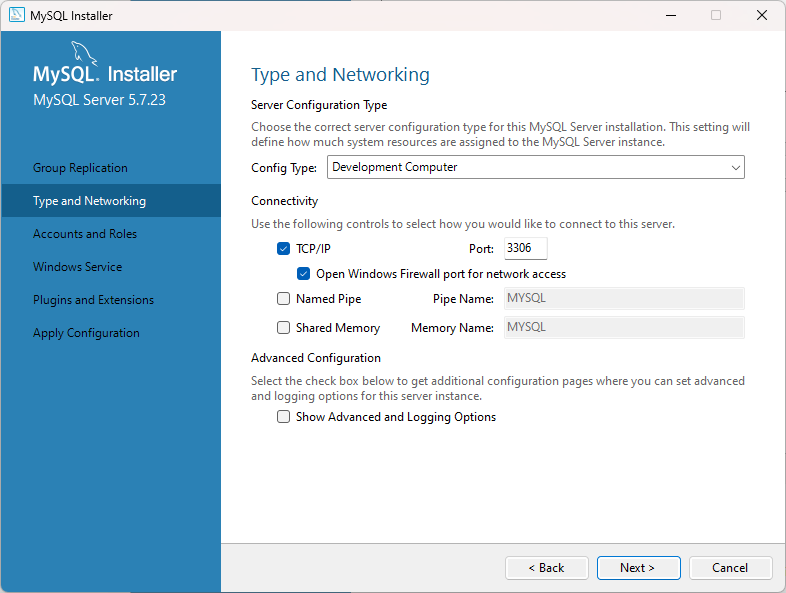 MySQL Installer
MySQL. Installer
MySQL Server 5.7.23
Group Replication
Type and Networking
Accounts and Roles
Windows Service
Plugins and Extensions
Apply Configuration
Type and Networking
Server Configuration Type
Choose the correct server configuration type for this MySQL Server installation. This setting will
define how much system resources are assigned to the MySQL Server instance.
Config Type: Development Computer
Connectivity
Use the following controls to select how you would like to connect to this server.
TCP/IP Port: 3306
Open Windows Firewall port for network access
Named Pipe Pipe Name: MYSQL
Shared Memory Memory Name: MYSQL
Advanced Configuration
Select the check box below to get additional configuration pages where you can set advanced
and logging options for this server instance.
Show Advanced and Logging Options
< Back Next > Cancel